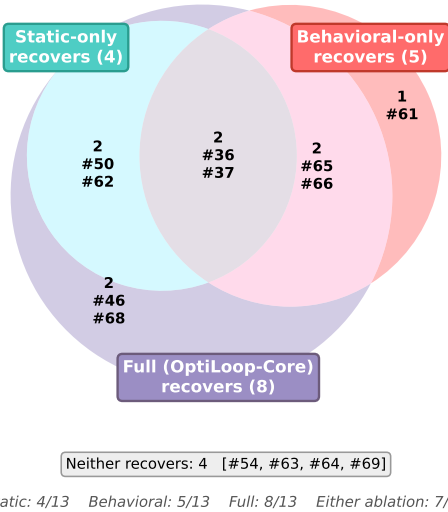 Static-only
recovers (4)
Behavioral-only
recovers (5)
1
#61
2
#50
#62
2
#36
#37
2
#65
#66
2
#46
#68
Full (OptiLoop-Core)
recovers (8)
Neither recovers: 4 [#54, #63, #64, #69]
atic: 4/13 Behavioral: 5/13 Full: 8/13 Either ablation: 7/